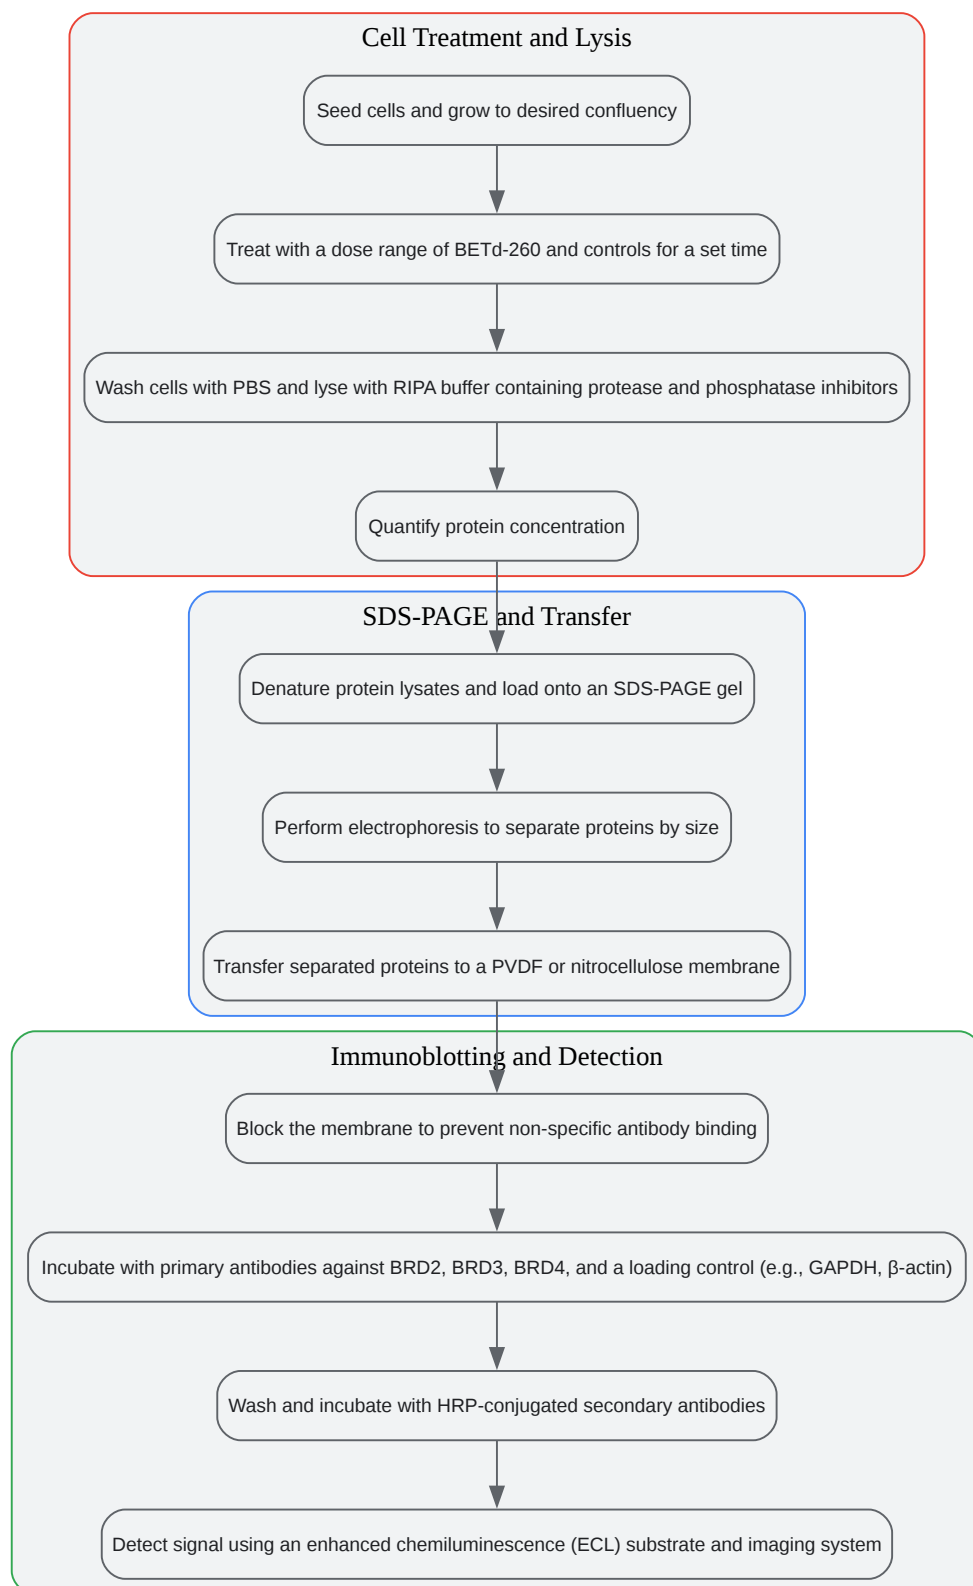 Cell Treatment and Lysis
Seed cells and grow to desired confluency
Treat with a dose range of BETd-260 and controls for a set time
Wash cells with PBS and lyse with RIPA buffer containing protease and phosphatase inhibitors
Quantify protein concentration
SDS-PAGE and Transfer
Denature protein lysates and load onto an SDS-PAGE gel
Perform electrophoresis to separate proteins by size
Transfer separated proteins to a PVDF or nitrocellulose membrane
Immunoblotting and Detection
Block the membrane to prevent non-specific antibody binding
Incubate with primary antibodies against BRD2, BRD3, BRD4, and a loading control (e.g., GAPDH, β-actin)
Wash and incubate with HRP-conjugated secondary antibodies
Detect signal using an enhanced chemiluminescence (ECL) substrate and imaging system